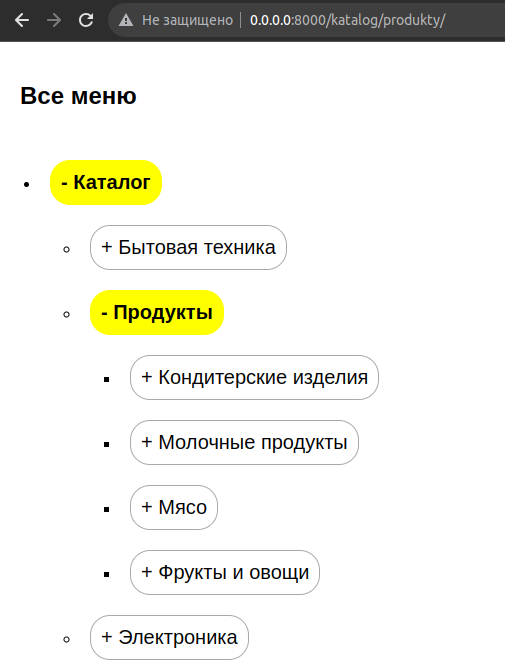 Не защищено 0.0.0.0:8000/katalog/produkty/
Все меню
- Каталог
+ Бытовая техника
- Продукты
+ Кондитерские изделия
+ Молочные продукты
+ Мясо
+ Фрукты и овощи
+ Электроника